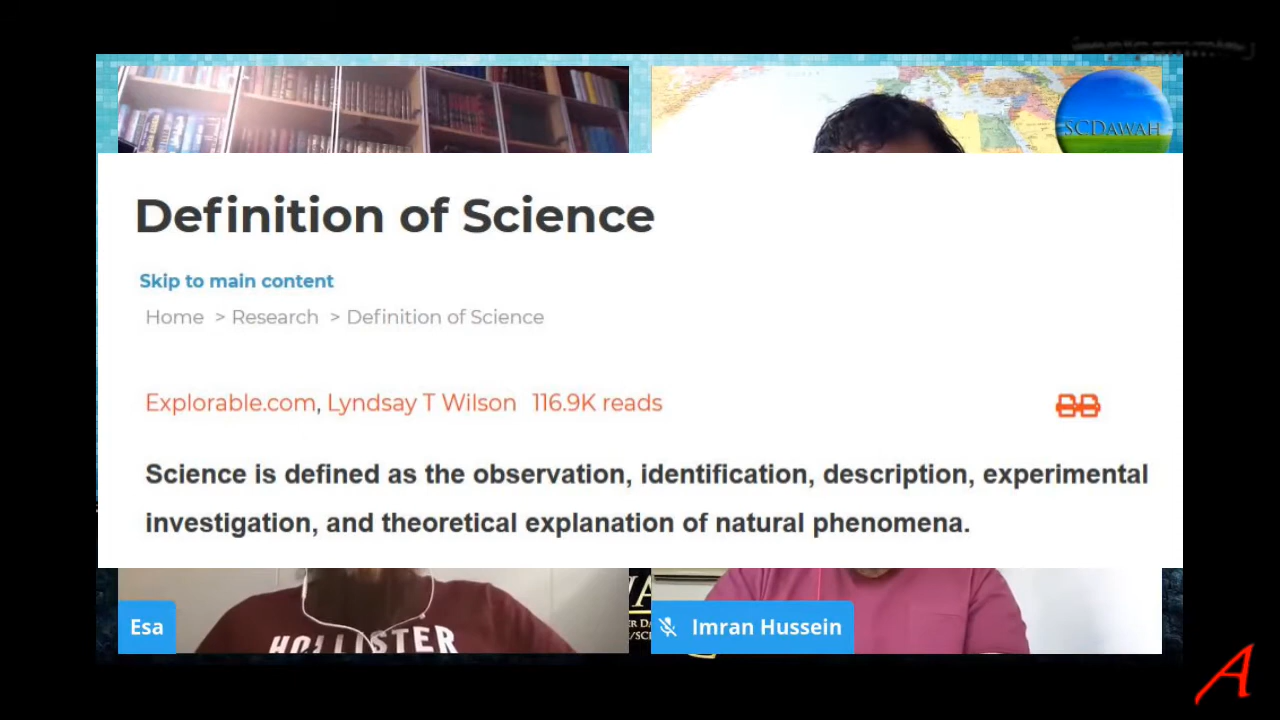 SCDAWAH
Definition of Science
Skip to main content
Home > Research > Definition of Science
Explorable.com, Lyndsay T Wilson 116.9K reads
Science is defined as the observation, identification, description, experimental
investigation, and theoretical explanation of natural phenomena.
Esa
HOLLISTER
Imran Hussein
A